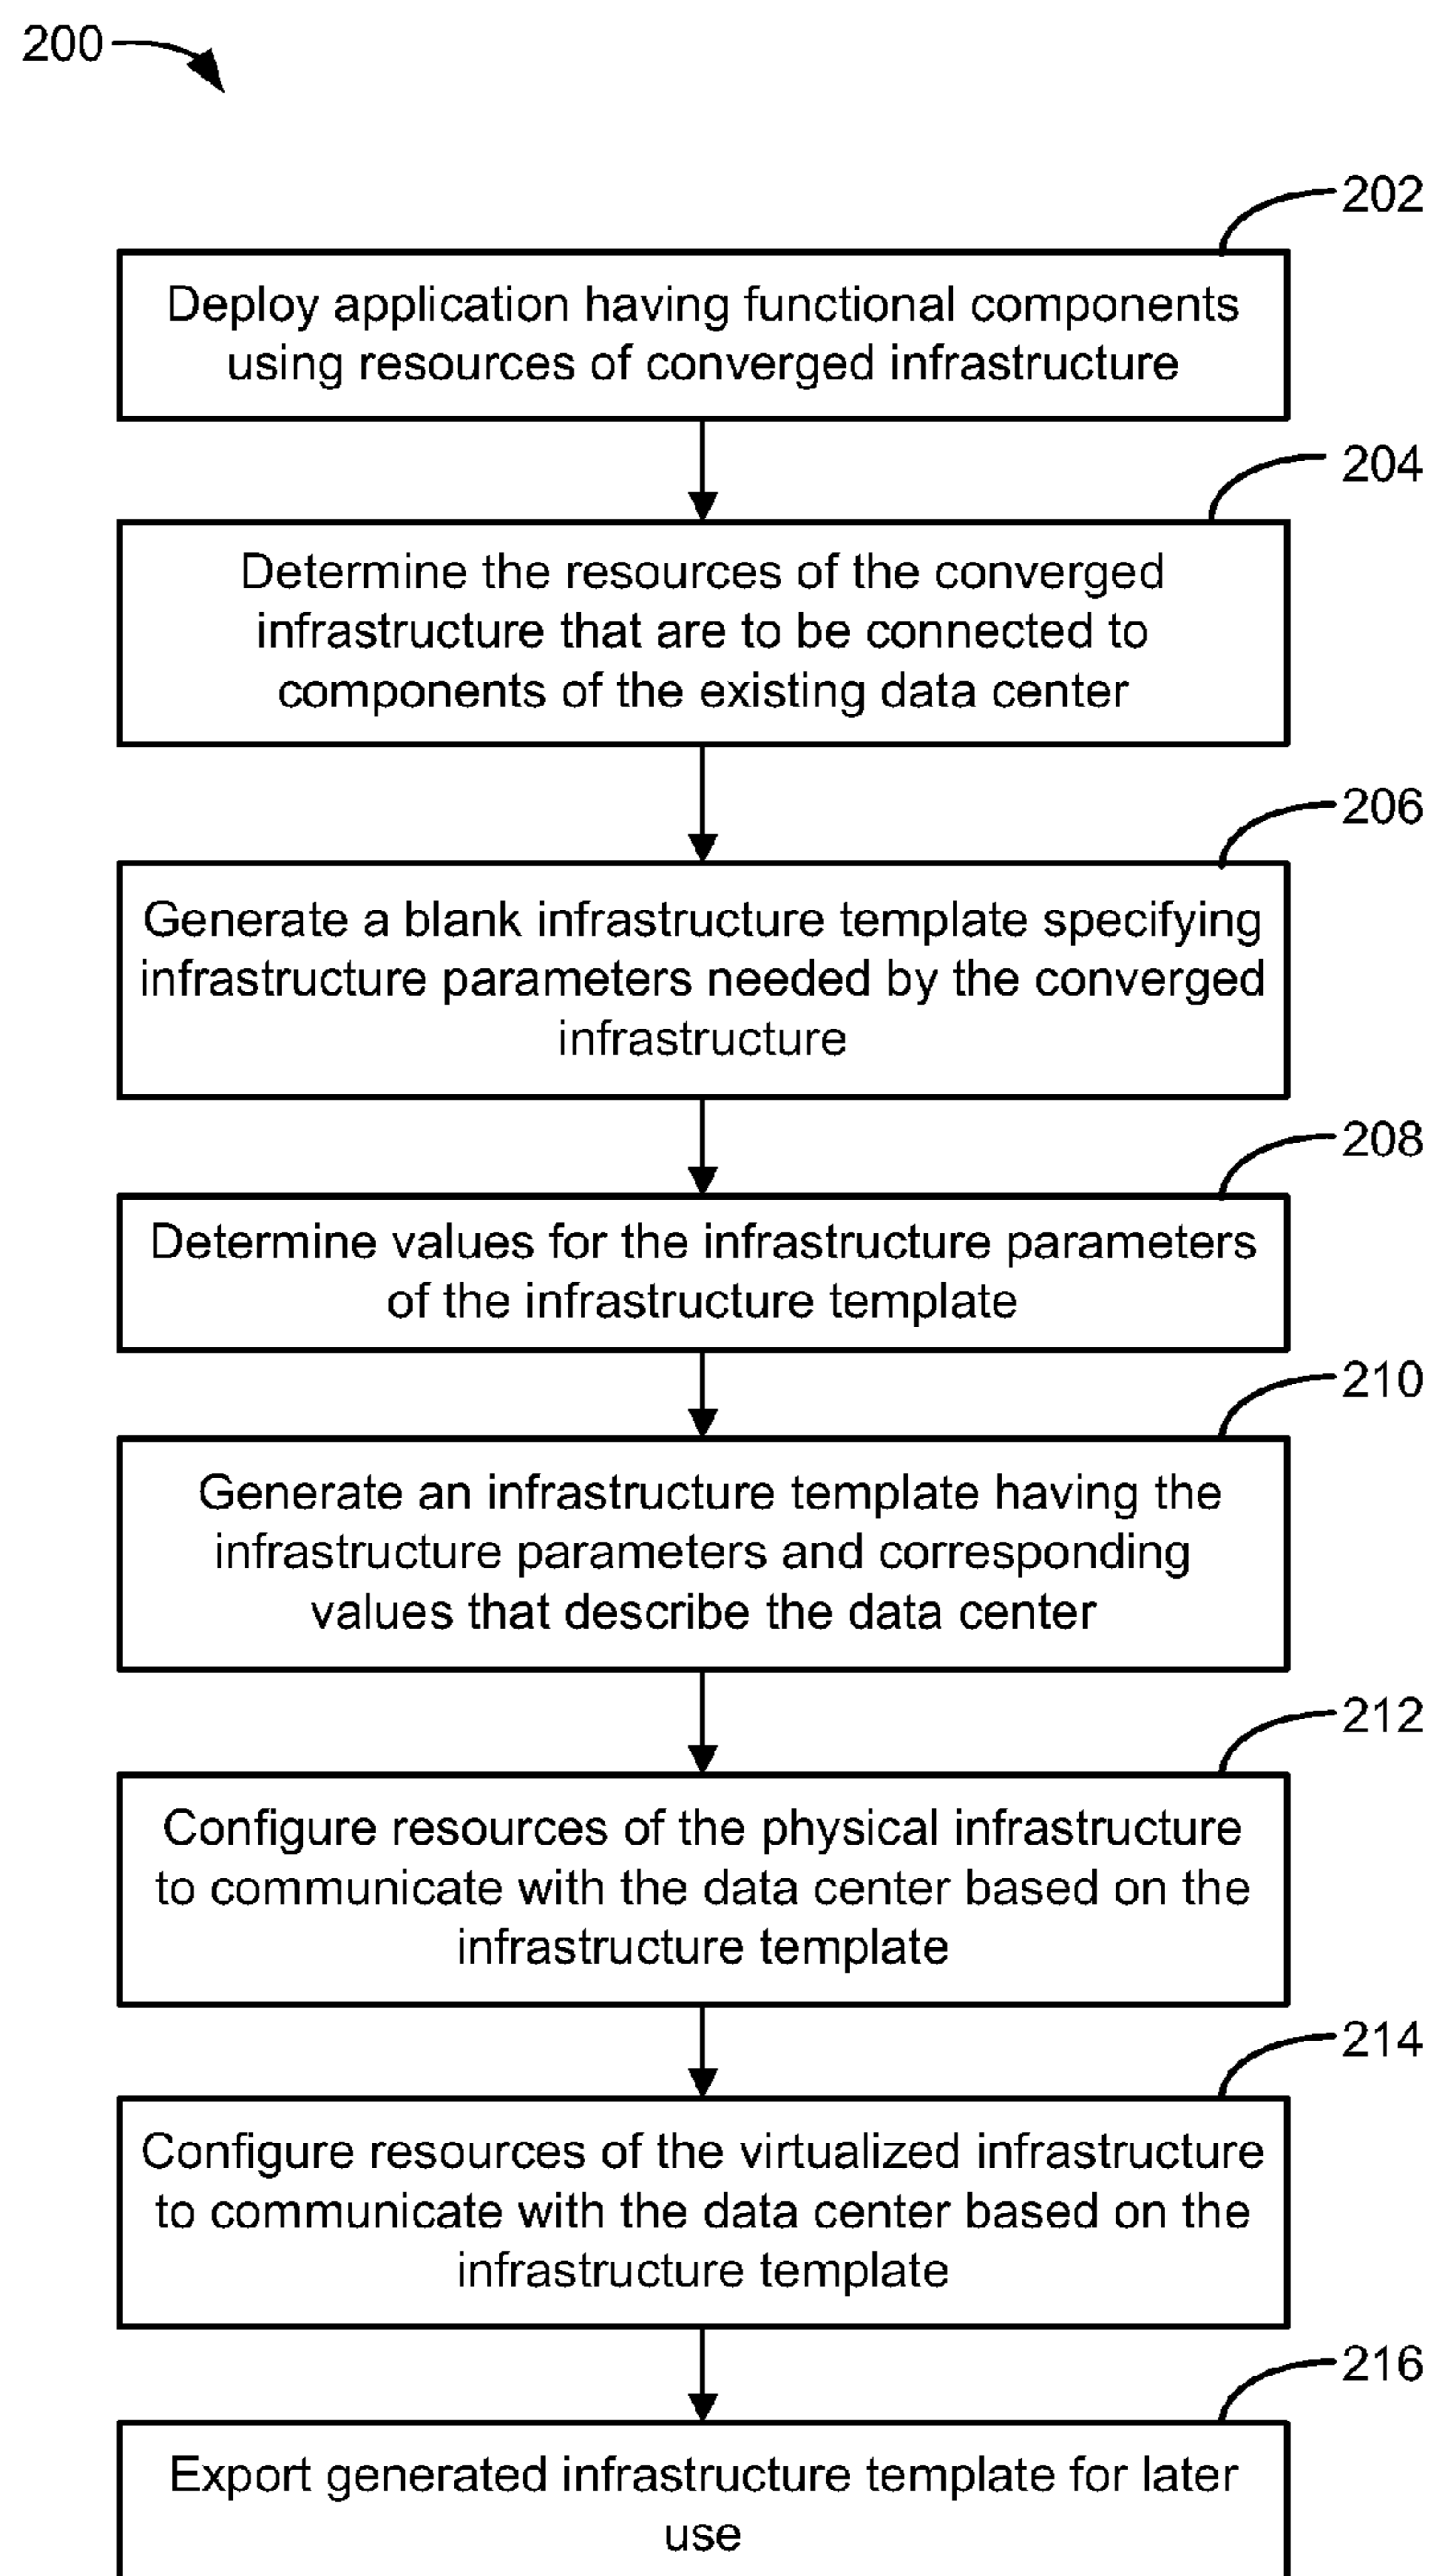 200
202
Deploy application having functional components
using resources of converged infrastructure
204
Determine the resources of the converged
infrastructure that are to be connected to
components of the existing data center
206
Generate a blank infrastructure template specifying
infrastructure parameters needed by the converged
infrastructure
208
Determine values for the infrastructure parameters
of the infrastructure template
210
Generate an infrastructure template having the
infrastructure parameters and corresponding
values that describe the data center
212
Configure resources of the physical infrastructure
to communicate with the data center based on the
infrastructure template
214
Configure resources of the virtualized infrastructure
to communicate with the data center based on the
infrastructure template
216
Export generated infrastructure template for later
use